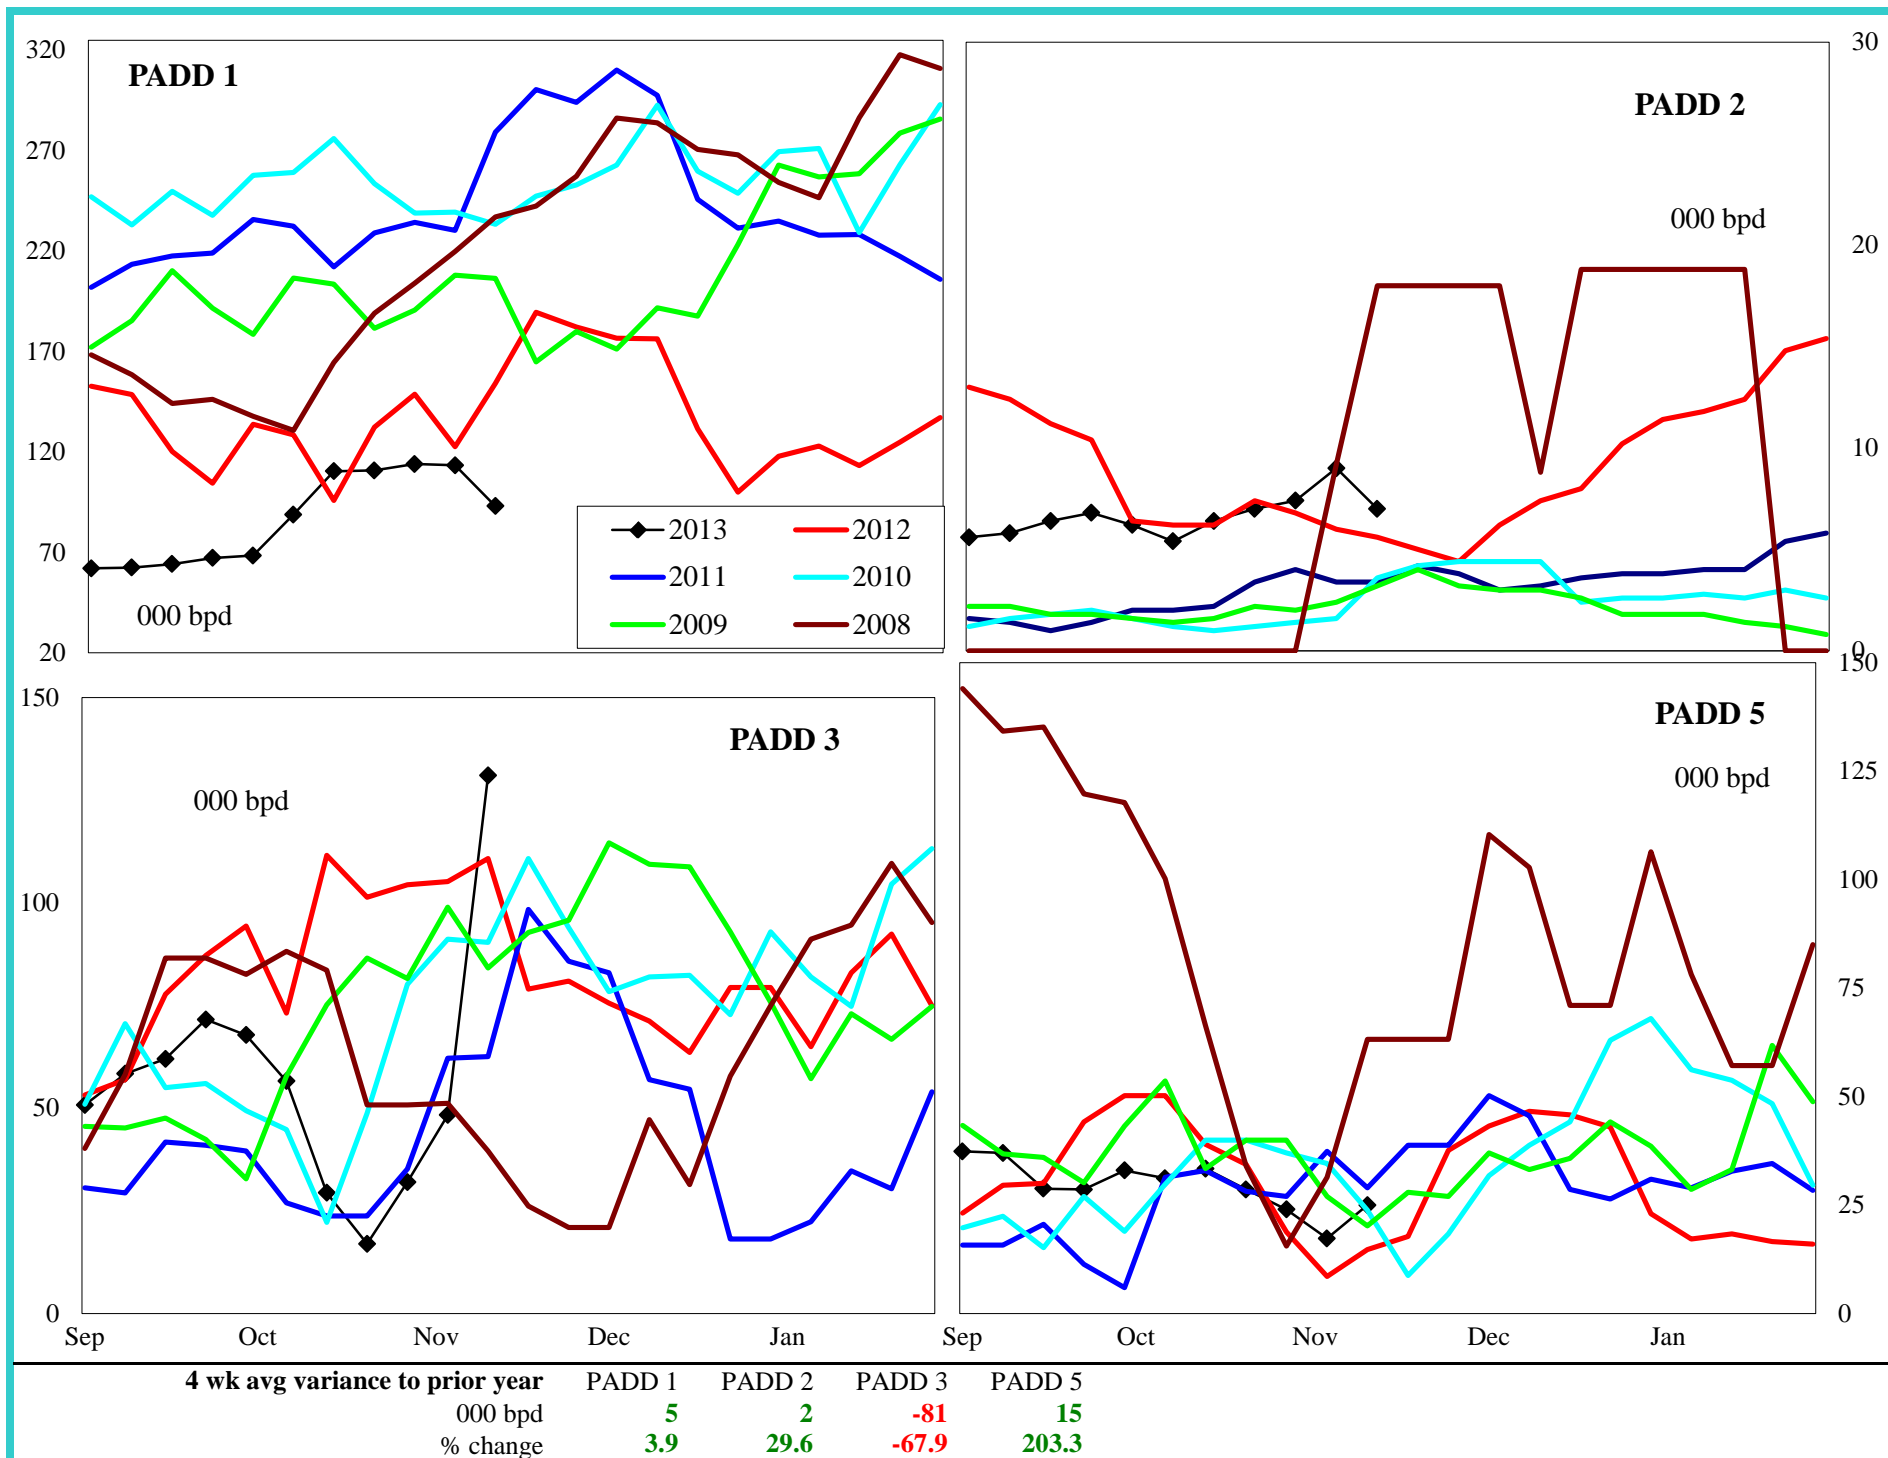 PADD 1
000 bpd
320
270
220
170
120
70
20
2013 2012
2011 2010
2009 2008
PADD 2
000 bpd
30
20
10
0
PADD 3
000 bpd
150
100
50
0
Sep Oct Nov Dec Jan
PADD 5
000 bpd
150
125
100
75
50
25
0
Sep Oct Nov Dec Jan
4 wk avg variance to prior year PADD 1 PADD 2 PADD 3 PADD 5
000 bpd 5 2 -81 15
% change 3.9 29.6 -67.9 203.3